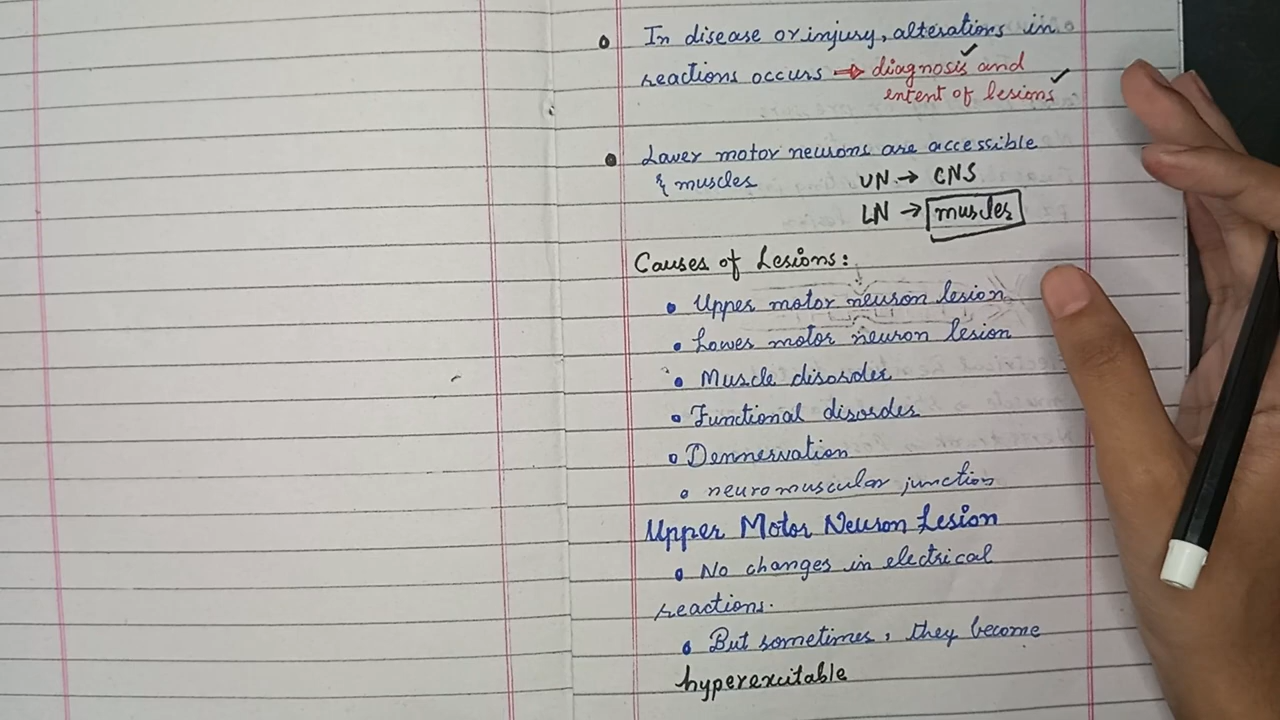 In disease or injury, alterations in
reactions occurs → diagnosis and
entent of lesions
Lower motor neurons are accessible
& muscles UN → CNS
LN → muscles
Causes of Lesions:
Upper motor neuron lesion
Lower motor neuron lesion
Muscle disorder
Functional disorder
Dennervation
neuromuscular junction
Upper Motor Neuron Lesion
No changes in electrical
reactions.
But sometimes, they become
hyperexcitable